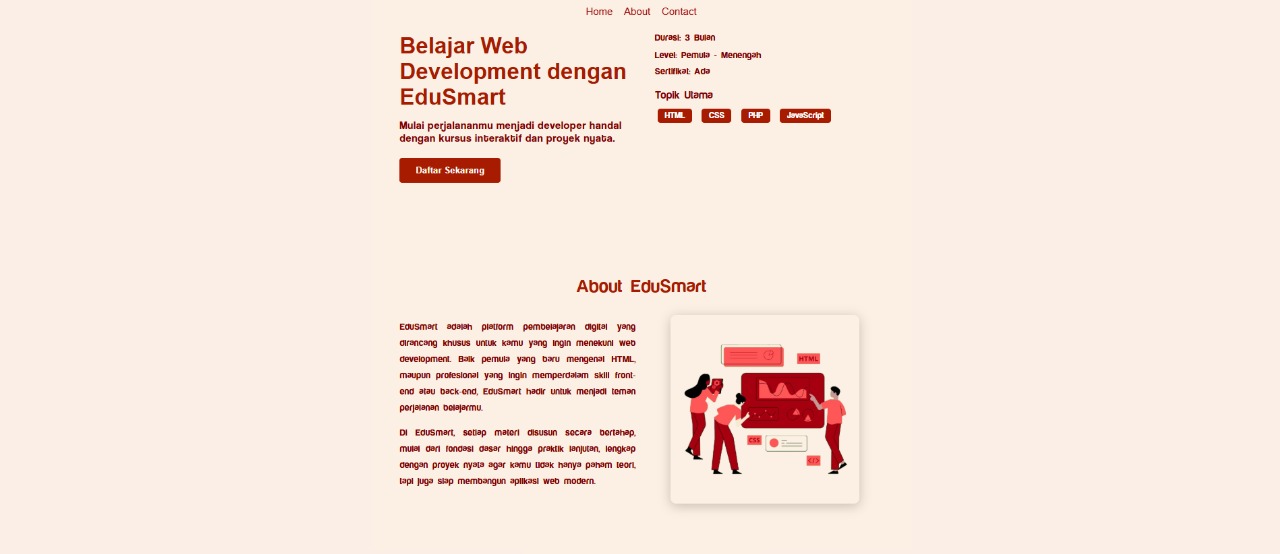 Home About Contact
Belajar Web
Development dengan
EduSmart
Mulai perjalananmu menjadi developer handal
dengan kursus interaktif dan proyek nyata.
Daftar Sekarang
Durasi: 3 Bulan
Level: Pemula - Menengah
Sertifikat: Ada
Topik Utama
HTML CSS PHP JavaScript
About EduSmart
EduSmart adalah platform pembelajaran digital yang
dirancang khusus untuk kamu yang ingin menekuni web
development. Baik pemula yang baru mengenal HTML,
maupun profesional yang ingin memperdalam skill front-
end atau back-end, EduSmart hadir untuk menjadi teman
perjalanan belajarmu.
Di EduSmart, setiap materi disusun secara bertahap,
mulai dari fondasi dasar hingga praktik lanjutan, lengkap
dengan proyek nyata agar kamu tidak hanya paham teori,
tapi juga siap membangun aplikasi web modern.
HTML
CSS
</>